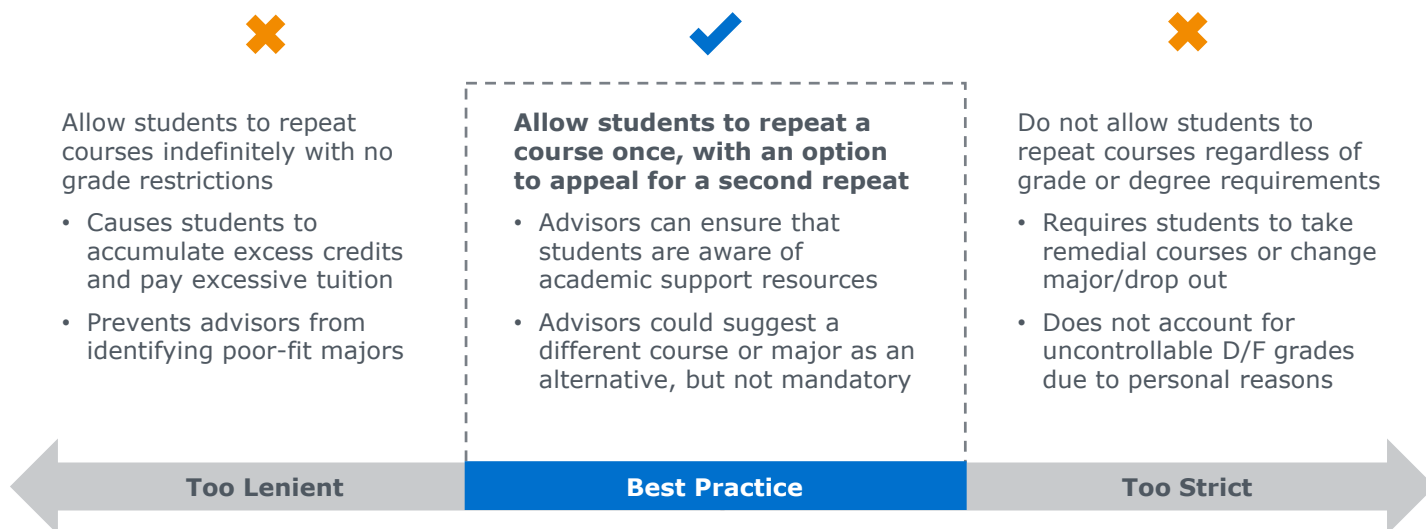 Allow students to repeat
courses indefinitely with no
grade restrictions
• Causes students to
accumulate excess credits
and pay excessive tuition
• Prevents advisors from
identifying poor-fit majors
Allow students to repeat a
course once, with an option
to appeal for a second repeat
• Advisors can ensure that
students are aware of
academic support resources
• Advisors could suggest a
different course or major as an
alternative, but not mandatory
Do not allow students to
repeat courses regardless of
grade or degree requirements
• Requires students to take
remedial courses or change
major/drop out
• Does not account for
uncontrollable D/F grades
due to personal reasons
Too Lenient
Best Practice
Too Strict